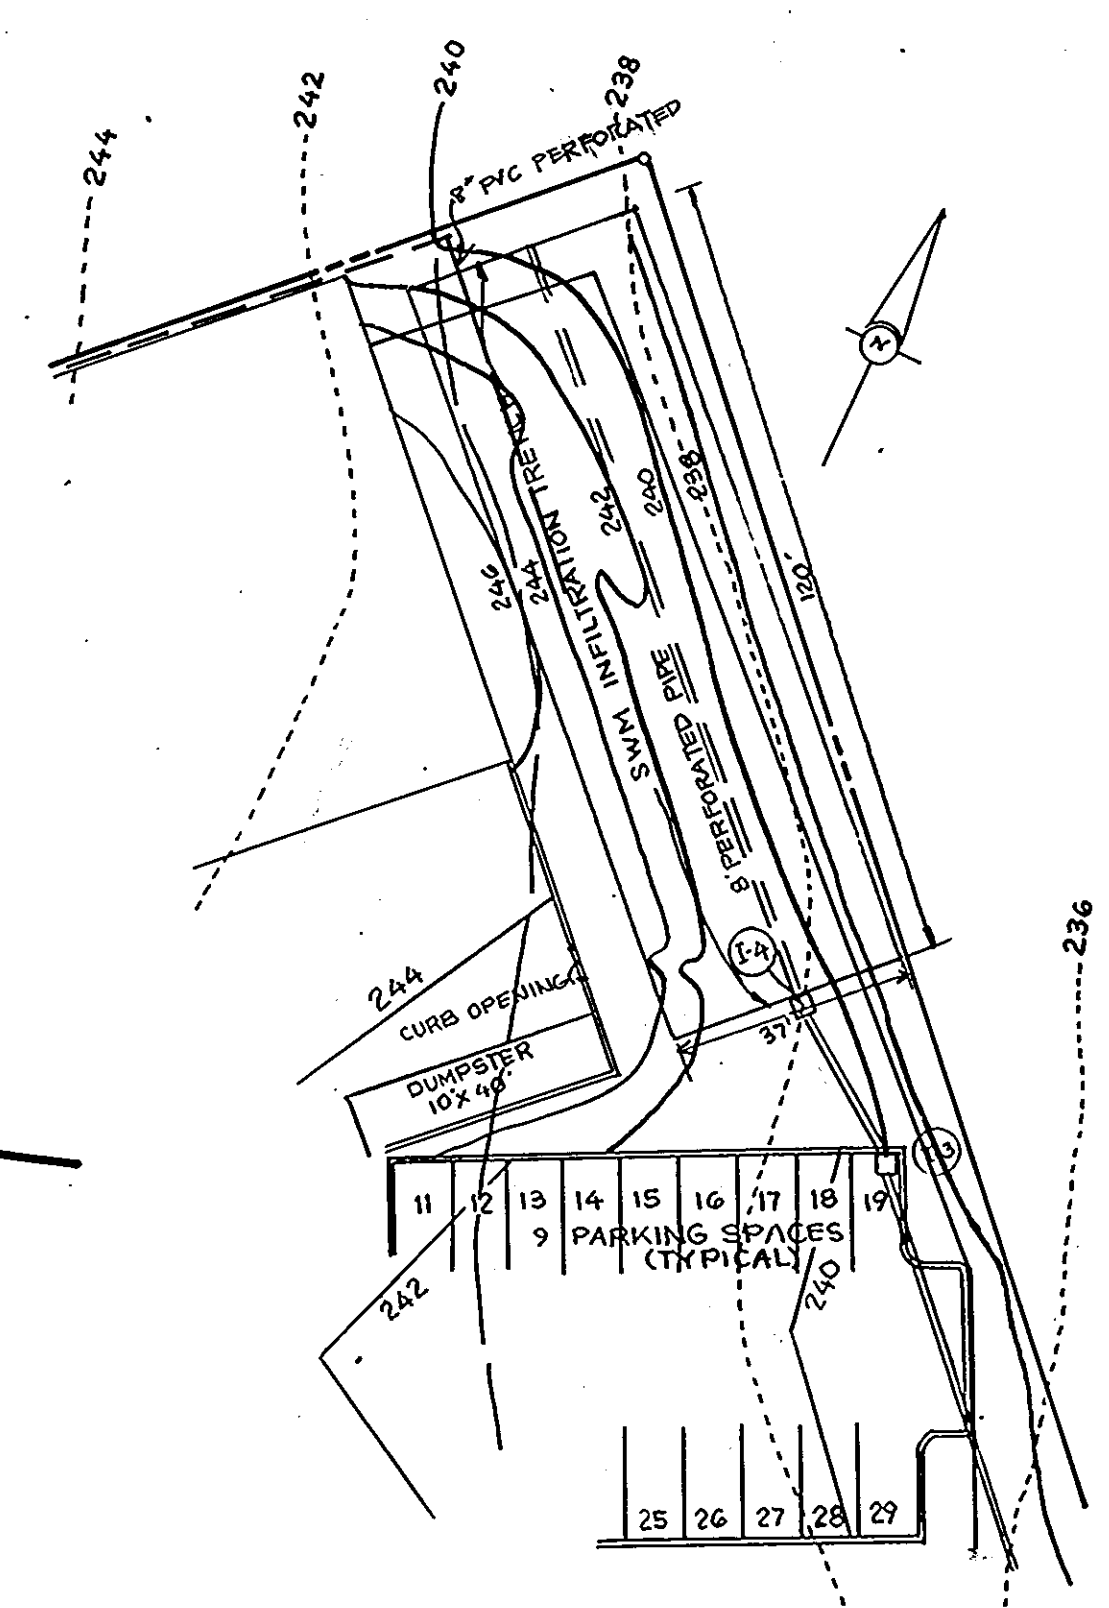 244
242
240
238
8" PVC PERFORATED
N
SWM INFILTRATION TRENCH
246
244
242
240
238
120'
8" PERFORATED PIPE
I-4
37'
236
244
CURB OPENING
DUMPSTER
10' X 40'
I-3
11 12 13 14 15 16 17 18 19
9 PARKING SPACES
(TYPICAL)
242
240
25 26 27 28 29